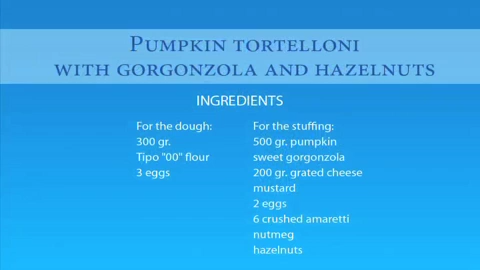 PUMPKIN TORTELLONI
WITH GORGONZOLA AND HAZELNUTS
INGREDIENTS
For the dough:
300 gr.
Tipo "00" flour
3 eggs
For the stuffing:
500 gr. pumpkin
sweet gorgonzola
200 gr. grated cheese
mustard
2 eggs
6 crushed amaretti
nutmeg
hazelnuts